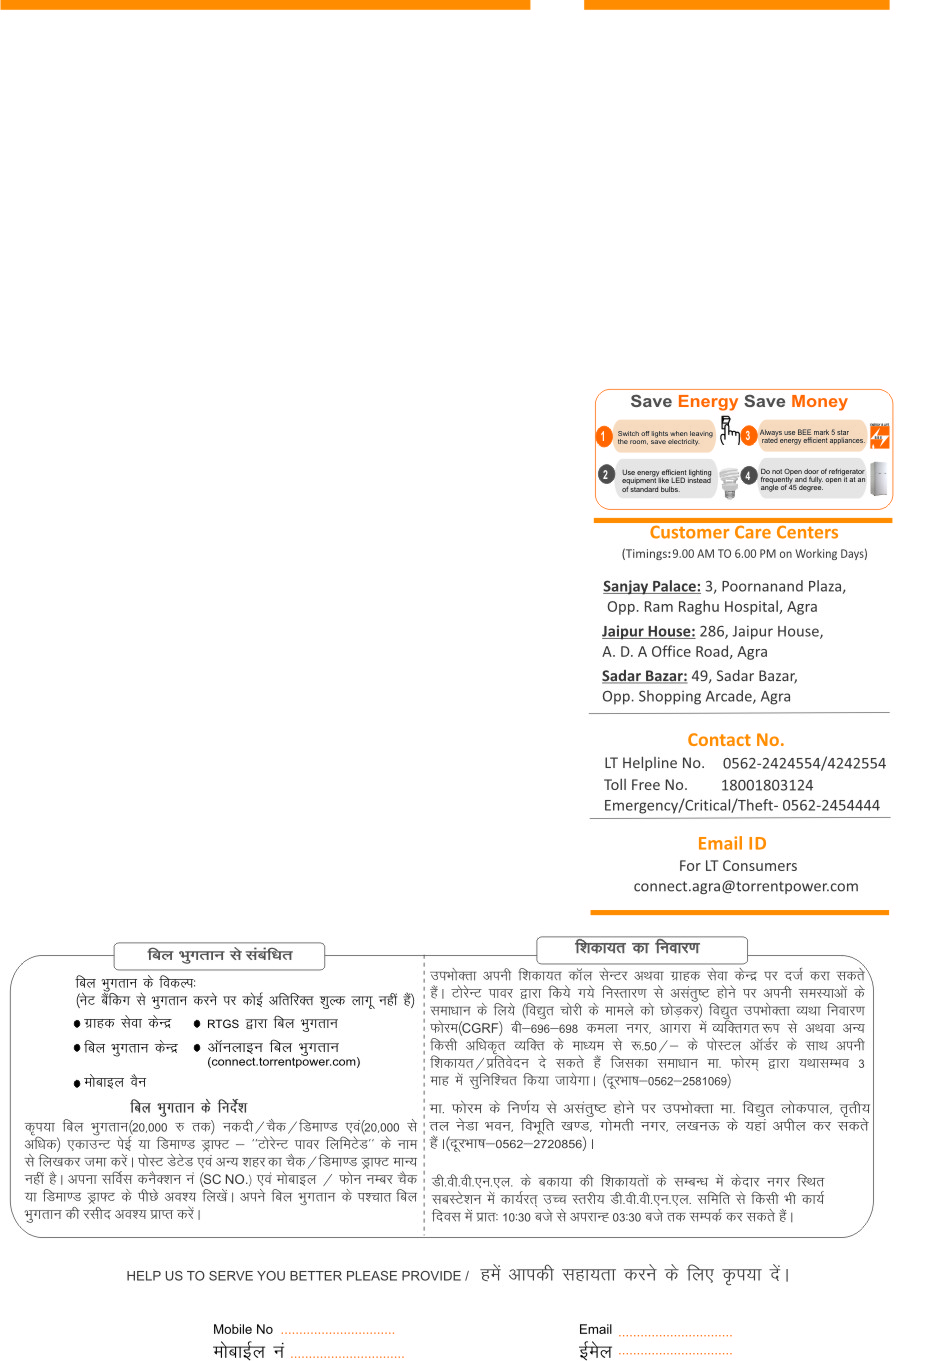 Save Energy Save Money
1 Switch off lights when leaving
the room, save electricity.
3 Always use BEE mark 5 star
rated energy efficient appliances.
2 Use energy efficient lighting
equipment like LED instead
of standard bulbs.
4 Do not Open door of refrigerator
frequently and fully. open it at an
angle of 45 degree.
Customer Care Centers
(Timings:9.00 AM TO 6.00 PM on Working Days)
Sanjay Palace: 3, Poornanand Plaza,
Opp. Ram Raghu Hospital, Agra
Jaipur House: 286, Jaipur House,
A. D. A Office Road, Agra
Sadar Bazar: 49, Sadar Bazar,
Opp. Shopping Arcade, Agra
Contact No.
LT Helpline No. 0562-2424554/4242554
Toll Free No. 18001803124
Emergency/Critical/Theft- 0562-2454444
Email ID
For LT Consumers
connect.agra@torrentpower.com
बिल भुगतान से संबंधित
बिल भुगतान के विकल्पः
(नेट बैंकिग से भुगतान करने पर कोई अतिरिक्त शुल्क लागू नहीं हैं)
● ग्राहक सेवा केन्द्र ● RTGS द्वारा बिल भुगतान
● बिल भुगतान केन्द्र ● ऑनलाइन बिल भुगतान
(connect.torrentpower.com)
● मोबाइल वैन
बिल भुगतान के निर्देश
कृपया बिल भुगतान(20,000 रु तक) नकदी/चैक/डिमाण्ड एवं(20,000 से
अधिक) एकाउन्ट पेई या डिमाण्ड ड्राफ्ट – "टोरेन्ट पावर लिमिटेड" के नाम
से लिखकर जमा करें। पोस्ट डेटेड एवं अन्य शहर का चैक/डिमाण्ड ड्राफ्ट मान्य
नहीं है। अपना सर्विस कनैक्शन नं (SC NO.) एवं मोबाइल / फोन नम्बर चैक
या डिमाण्ड ड्राफ्ट के पीछे अवश्य लिखें। अपने बिल भुगतान के पश्चात बिल
भुगतान की रसीद अवश्य प्राप्त करें।
शिकायत का निवारण
उपभोक्ता अपनी शिकायत कॉल सेन्टर अथवा ग्राहक सेवा केन्द्र पर दर्ज करा सकते
हैं। टोरेन्ट पावर द्वारा किये गये निस्तारण से असंतुष्ट होने पर अपनी समस्याओं के
समाधान के लिये (विद्युत चोरी के मामले को छोड़कर) विद्युत उपभोक्ता व्यथा निवारण
फोरम(CGRF) बी–696–698 कमला नगर, आगरा में व्यक्तिगत रूप से अथवा अन्य
किसी अधिकृत व्यक्ति के माध्यम से रू.50/– के पोस्टल ऑर्डर के साथ अपनी
शिकायत/प्रतिवेदन दे सकते हैं जिसका समाधान मा. फोरम् द्वारा यथासम्भव 3
माह में सुनिश्चित किया जायेगा। (दूरभाष–0562–2581069)
मा. फोरम के निर्णय से असंतुष्ट होने पर उपभोक्ता मा. विद्युत लोकपाल, तृतीय
तल नेडा भवन, विभूति खण्ड, गोमती नगर, लखनऊ के यहां अपील कर सकते
हैं।(दूरभाष–0562–2720856)।
डी.वी.वी.एन.एल. के बकाया की शिकायतों के सम्बन्ध में केदार नगर स्थित
सबस्टेशन में कार्यरत् उच्च स्तरीय डी.वी.वी.एन.एल. समिति से किसी भी कार्य
दिवस में प्रातः 10:30 बजे से अपरान्ह 03:30 बजे तक सम्पर्क कर सकते हैं।
HELP US TO SERVE YOU BETTER PLEASE PROVIDE / हमें आपकी सहायता करने के लिए कृपया दें।
Mobile No ............................... Email ...............................
मोबाईल नं ............................... ईमेल ...............................